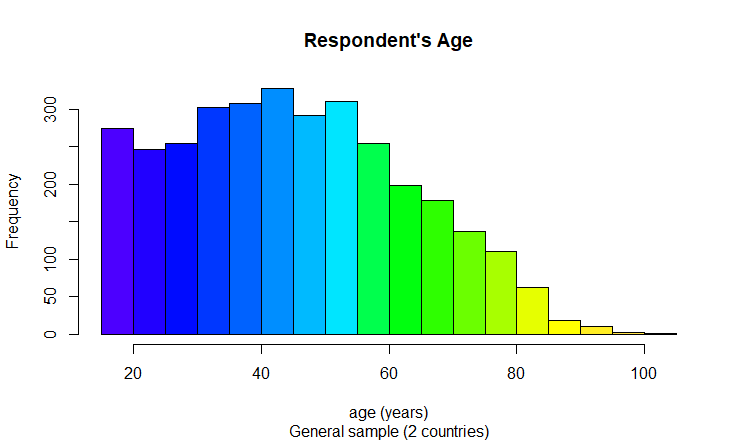 Respondent's Age
Frequency
300
200
100
50
0
20 40 60 80 100
age (years)
General sample (2 countries)